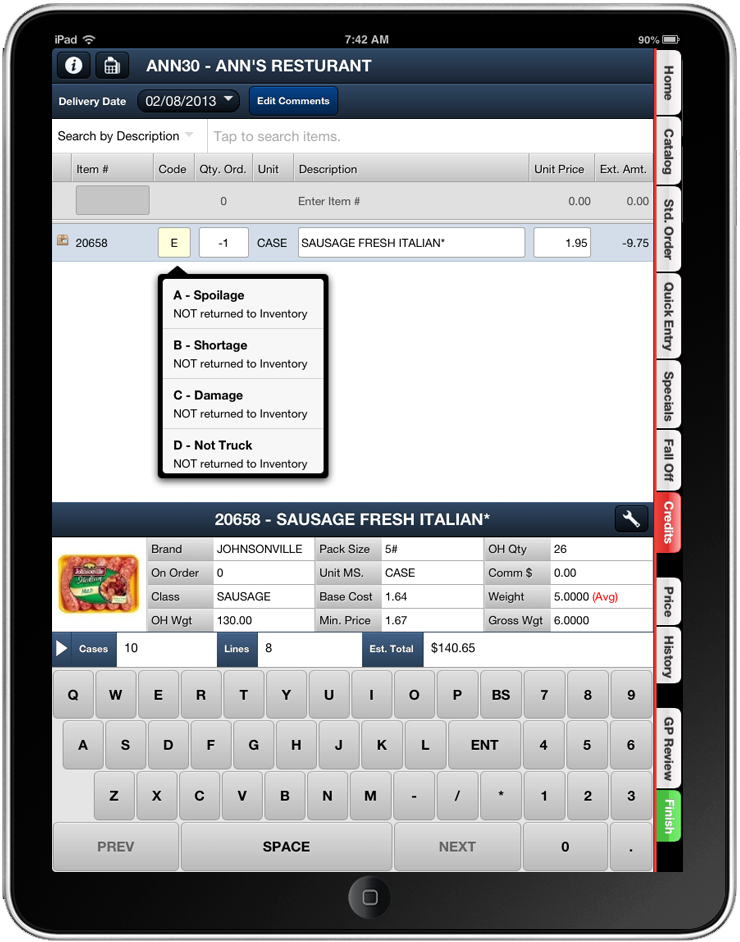 iPad 7:42 AM 90%
ANN30 - ANN'S RESTURANT
Delivery Date 02/08/2013 Edit Comments
Search by Description Tap to search items.
Item # Code Qty. Ord. Unit Description Unit Price Ext. Amt.
0 Enter Item # 0.00 0.00
20658 E -1 CASE SAUSAGE FRESH ITALIAN* 1.95 -9.75
A - Spoilage
NOT returned to Inventory
B - Shortage
NOT returned to Inventory
C - Damage
NOT returned to Inventory
D - Not Truck
NOT returned to Inventory
20658 - SAUSAGE FRESH ITALIAN*
Brand JOHNSONVILLE Pack Size 5# OH Qty 26
On Order 0 Unit MS. CASE Comm $ 0.00
Class SAUSAGE Base Cost 1.64 Weight 5.0000 (Avg)
OH Wgt 130.00 Min. Price 1.67 Gross Wgt 6.0000
Johnsonville
Cases 10 Lines 8 Est. Total $140.65
Q W E R T Y U I O P BS 7 8 9
A S D F G H J K L ENT 4 5 6
Z X C V B N M - / * 1 2 3
PREV SPACE NEXT 0 .
Home
Catalog
Std. Order
Quick Entry
Specials
Fall Off
Credits
Price
History
GP Review
Finish